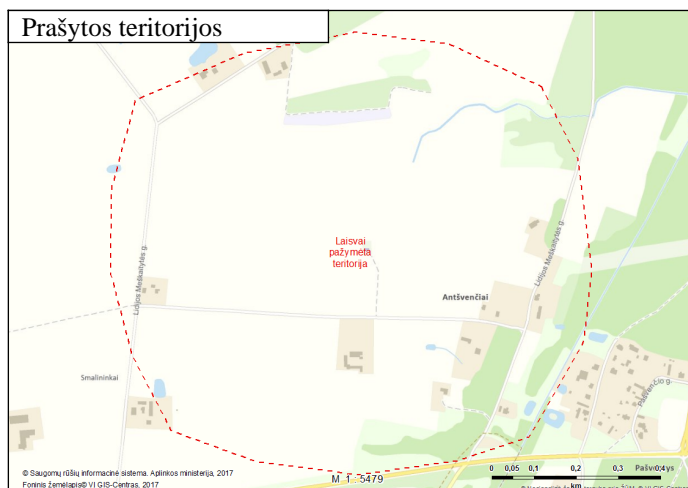 Prašytos teritorijos
Laisvai
pažymėta
teritorija
Lidijos Meškaitytės g.
Lidijos Meškaitytės g.
Antšvenčiai
Smalininkai
Pašvenčio g.
© Saugomų rūšių informacinė sistema. Aplinkos ministerija, 2017
Foninis žemėlapis© VĮ GIS-Centras, 2017
M 1 : 5479
0 0,05 0,1 0,2 0,3 0,4
km